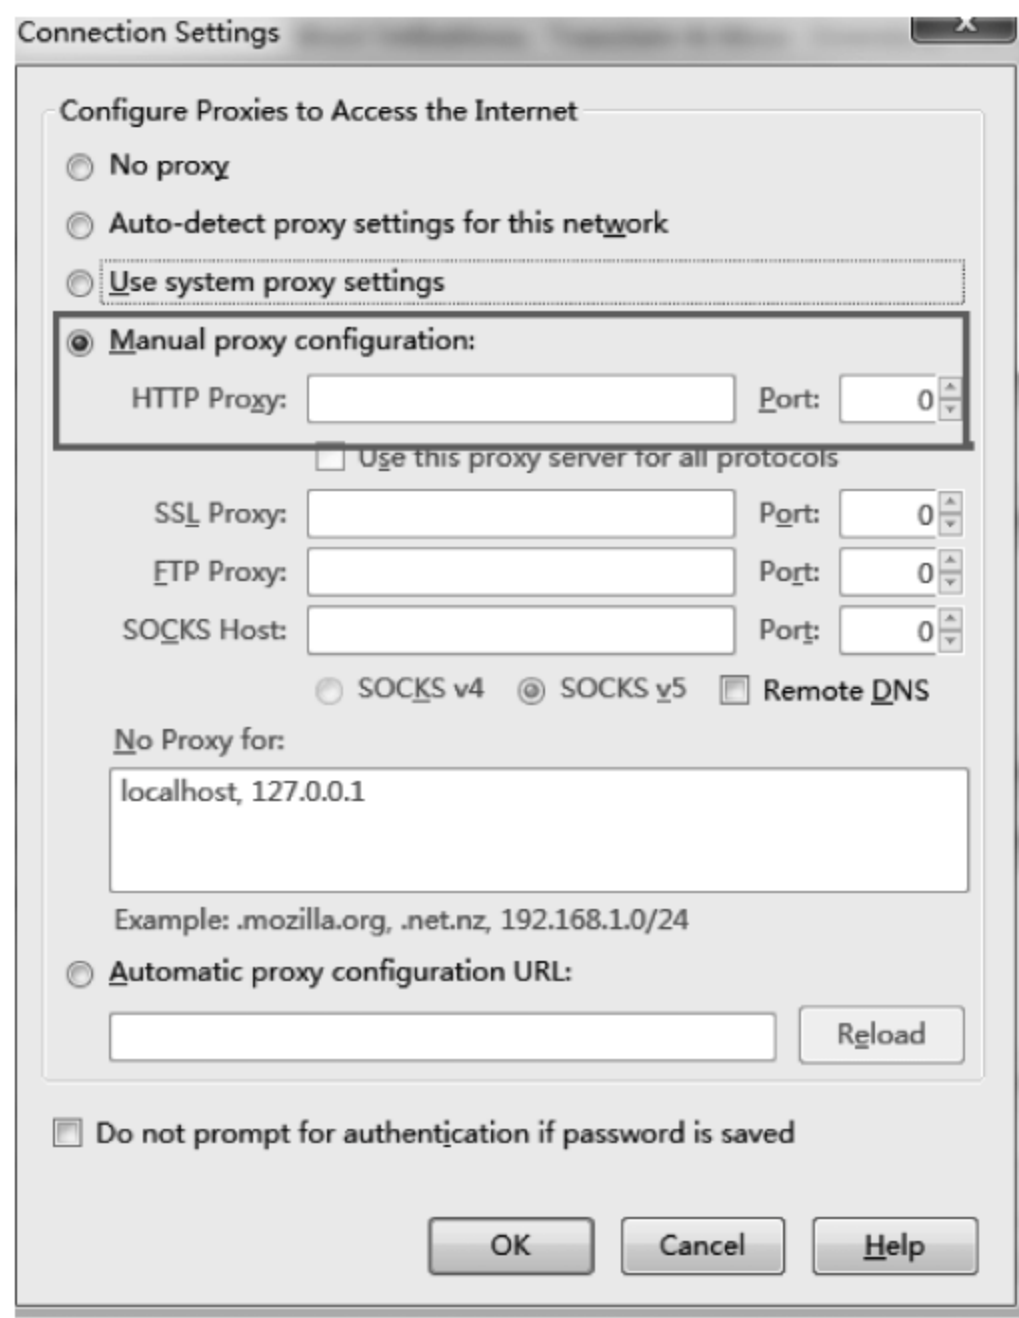 Connection Settings
x
Configure Proxies to Access the Internet
No proxy
Auto-detect proxy settings for this network
Use system proxy settings
Manual proxy configuration:
HTTP Proxy: Port: 0
Use this proxy server for all protocols
SSL Proxy: Port: 0
FTP Proxy: Port: 0
SOCKS Host: Port: 0
SOCKS v4 SOCKS v5 Remote DNS
No Proxy for:
localhost, 127.0.0.1
Example: .mozilla.org, .net.nz, 192.168.1.0/24
Automatic proxy configuration URL:
Reload
Do not prompt for authentication if password is saved
OK Cancel Help